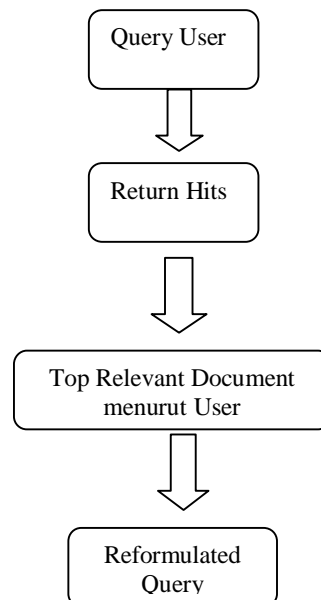 Query User
Return Hits
Top Relevant Document
menurut User
Reformulated
Query